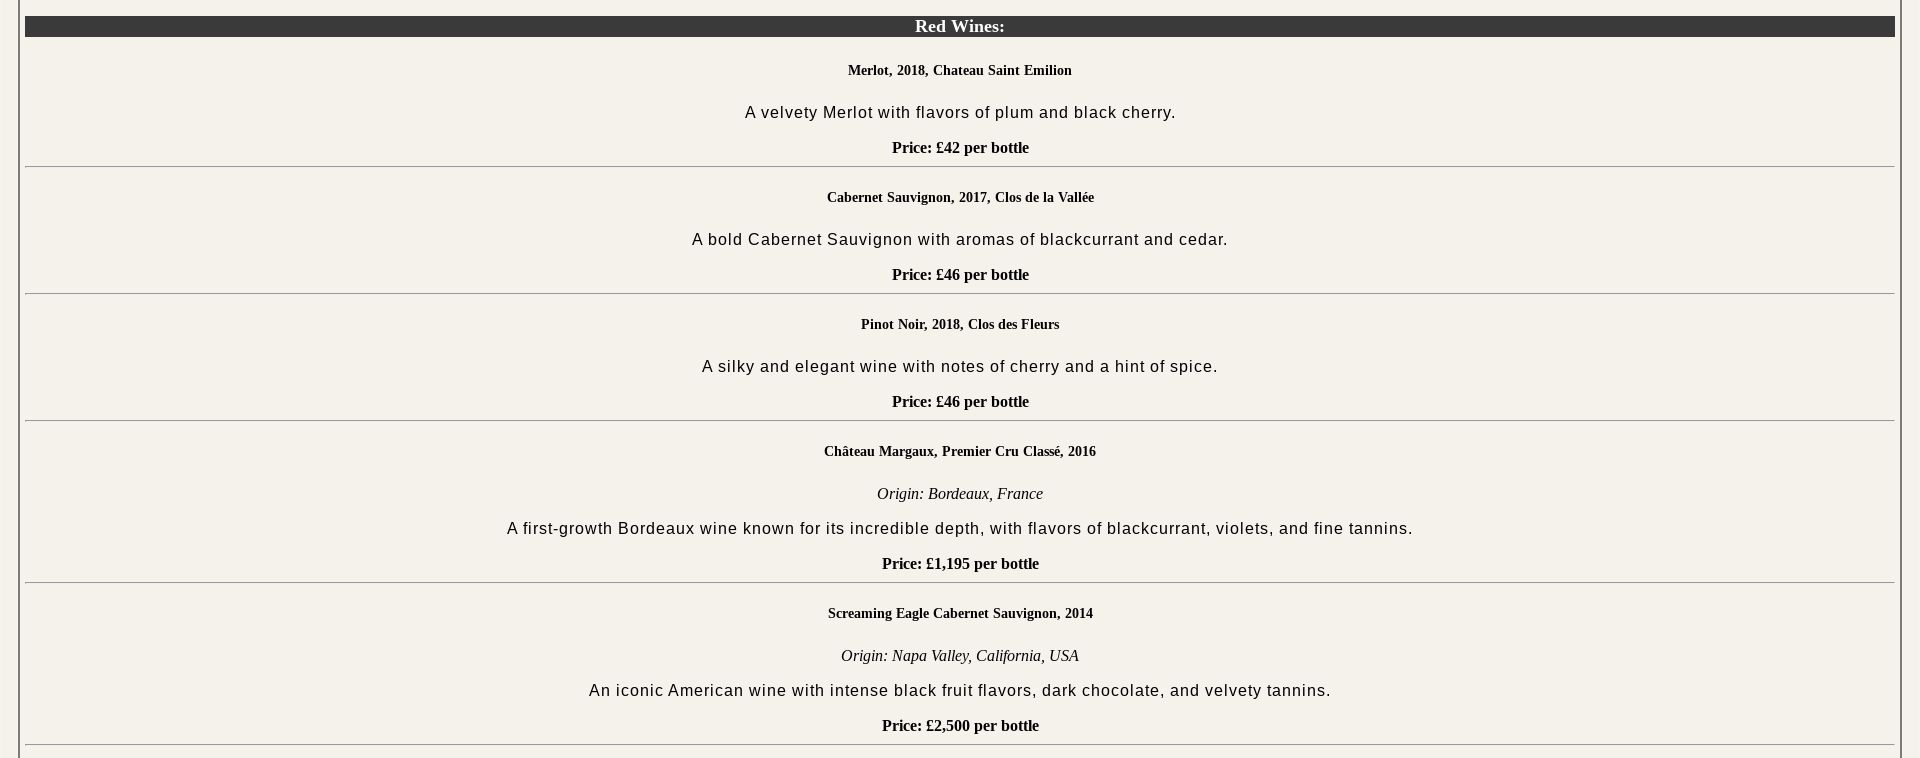 Red Wines:
Merlot, 2018, Chateau Saint Emilion
A velvety Merlot with flavors of plum and black cherry.
Price: £42 per bottle
Cabernet Sauvignon, 2017, Clos de la Vallée
A bold Cabernet Sauvignon with aromas of blackcurrant and cedar.
Price: £46 per bottle
Pinot Noir, 2018, Clos des Fleurs
A silky and elegant wine with notes of cherry and a hint of spice.
Price: £46 per bottle
Château Margaux, Premier Cru Classé, 2016
Origin: Bordeaux, France
A first-growth Bordeaux wine known for its incredible depth, with flavors of blackcurrant, violets, and fine tannins.
Price: £1,195 per bottle
Screaming Eagle Cabernet Sauvignon, 2014
Origin: Napa Valley, California, USA
An iconic American wine with intense black fruit flavors, dark chocolate, and velvety tannins.
Price: £2,500 per bottle